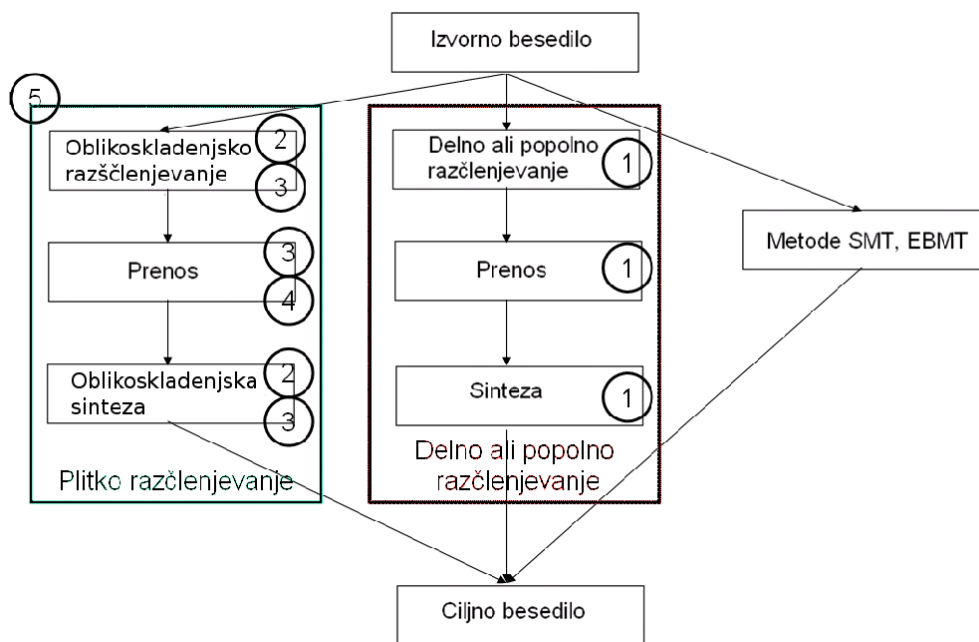 Izvorno besedilo
5
Oblikoskladenjsko
razščlenjevanje
2
3
Delno ali popolno
razčlenjevanje
1
Metode SMT, EBMT
Prenos
3
4
Prenos
1
Oblikoskladenjska
sinteza
2
3
Sinteza
1
Plitko razčlenjevanje
Delno ali popolno
razčlenjevanje
Ciljno besedilo